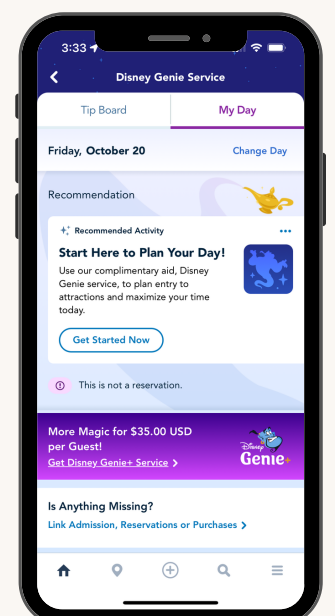 3:33
Disney Genie Service
Tip Board
My Day
Friday, October 20
Change Day
Recommendation
Recommended Activity
Start Here to Plan Your Day!
Use our complimentary aid, Disney
Genie service, to plan entry to
attractions and maximize your time
today.
Get Started Now
This is not a reservation.
More Magic for $35.00 USD
per Guest!
Get Disney Genie+ Service
Disney
Genie+
Is Anything Missing?
Link Admission, Reservations or Purchases